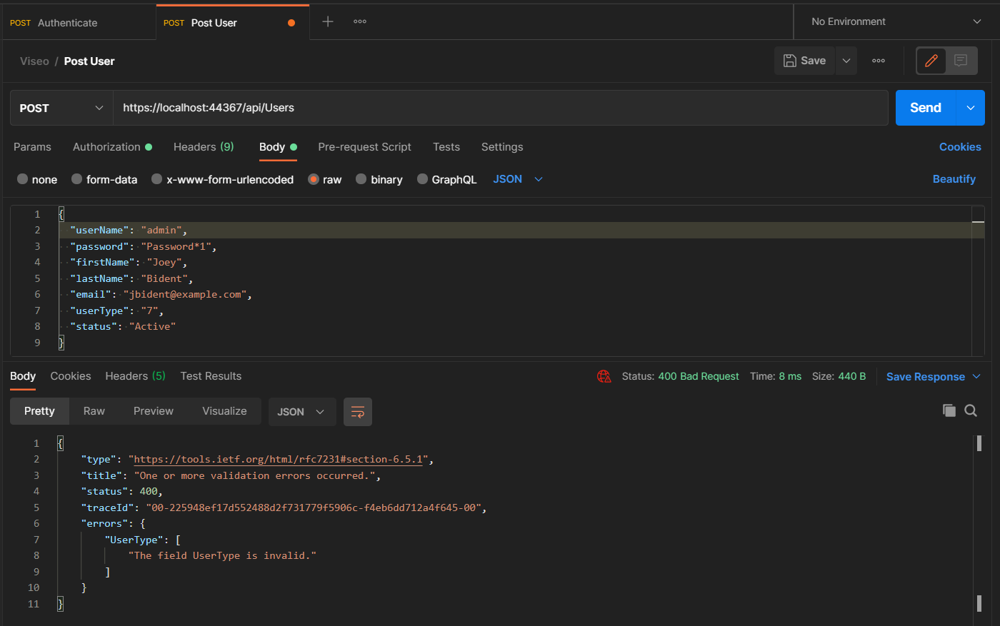 POST Authenticate
POST Post User
No Environment
Viseo / Post User
Save
POST
https://localhost:44367/api/Users
Send
Params Authorization Headers (9) Body Pre-request Script Tests Settings Cookies
none form-data x-www-form-urlencoded raw binary GraphQL JSON Beautify
1 {
2 "userName": "admin",
3 "password": "Password*1",
4 "firstName": "Joey",
5 "lastName": "Bident",
6 "email": "jbident@example.com",
7 "userType": "7",
8 "status": "Active"
9 }
Body Cookies Headers (5) Test Results
Status: 400 Bad Request Time: 8 ms Size: 440 B Save Response
Pretty Raw Preview Visualize JSON
1 {
2 "type": "https://tools.ietf.org/html/rfc7231#section-6.5.1",
3 "title": "One or more validation errors occurred.",
4 "status": 400,
5 "traceId": "00-225948ef17d552488d2f731779f5906c-f4eb6dd712a4f645-00",
6 "errors": {
7 "UserType": [
8 "The field UserType is invalid."
9 ]
10 }
11 }